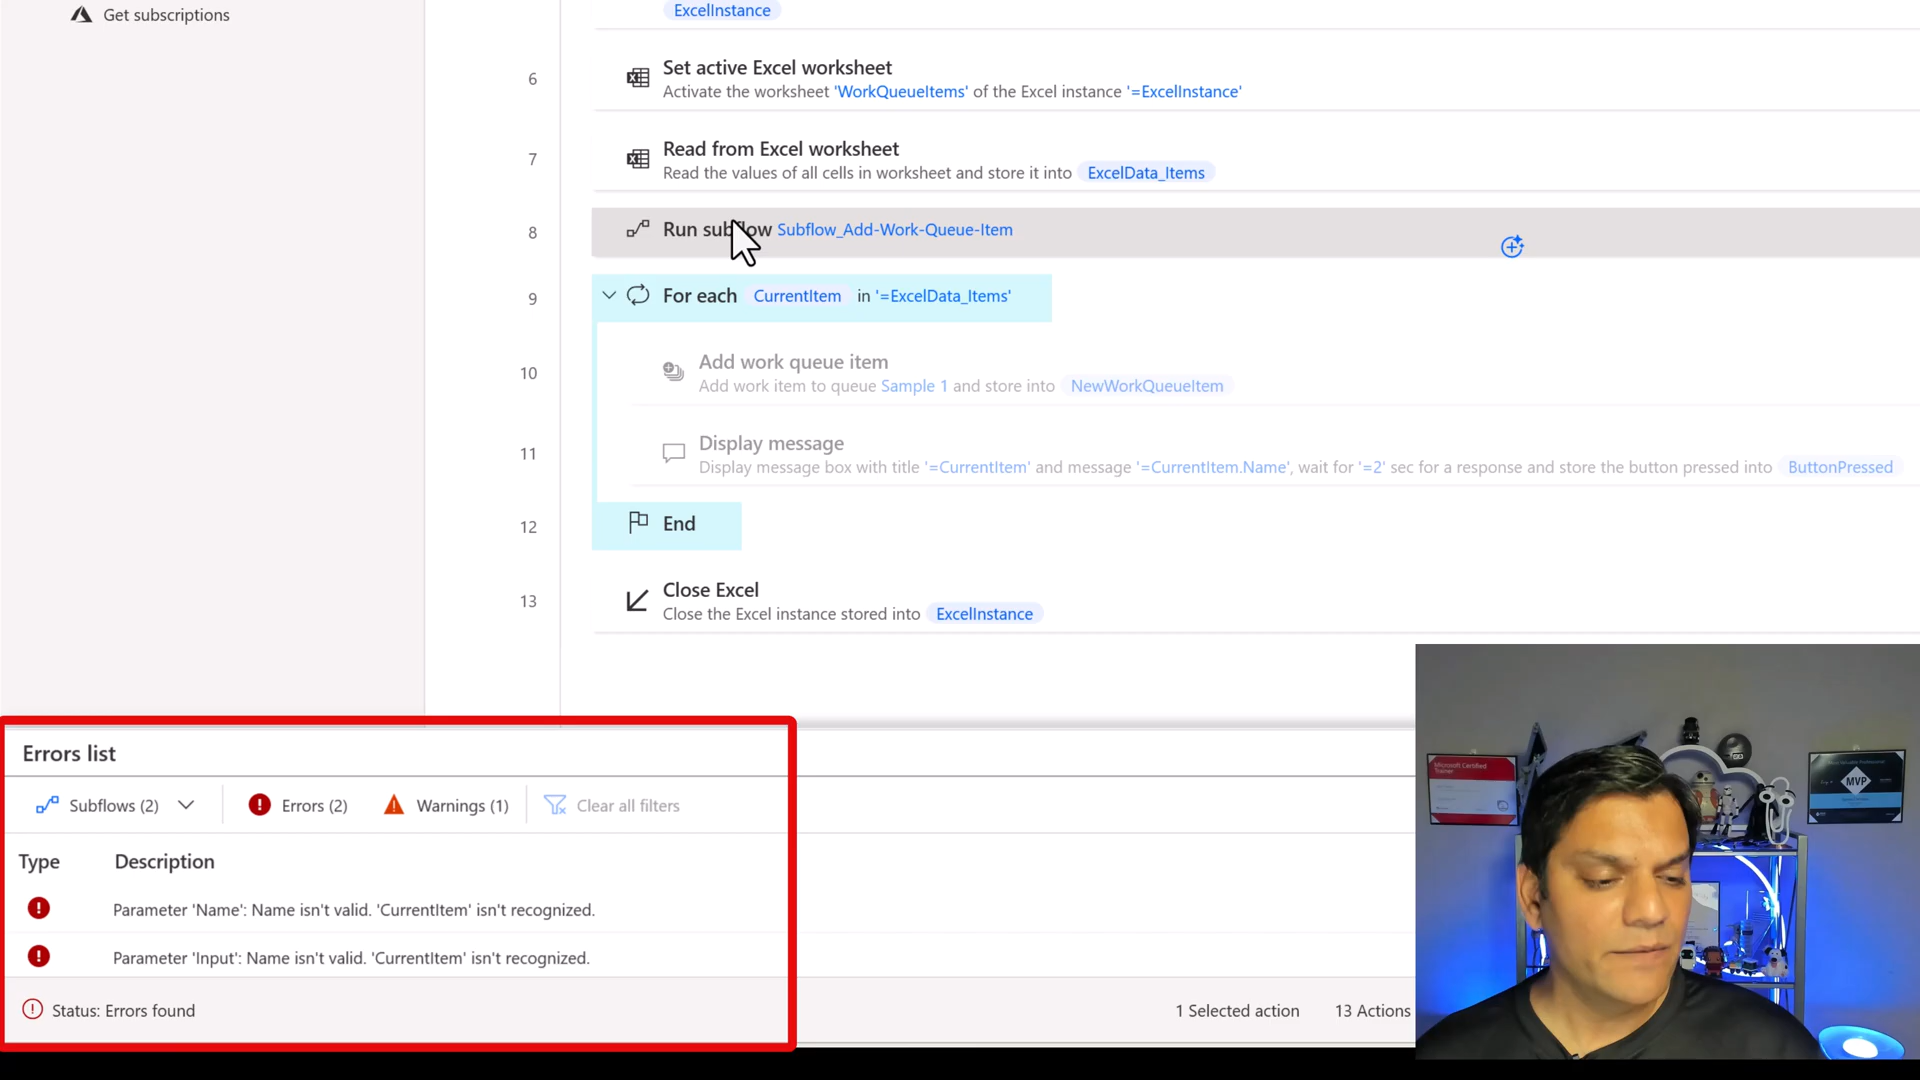 Get subscriptions
ExcelInstance
6
Set active Excel worksheet
Activate the worksheet 'WorkQueueItems' of the Excel instance '=ExcelInstance'
7
Read from Excel worksheet
Read the values of all cells in worksheet and store it into ExcelData_Items
8
Run subflow Subflow_Add-Work-Queue-Item
9
For each CurrentItem in '=ExcelData_Items'
10
Add work queue item
Add work item to queue Sample 1 and store into NewWorkQueueItem
11
Display message
Display message box with title '=CurrentItem' and message '=CurrentItem.Name', wait for '=2' sec for a response and store the button pressed into ButtonPressed
12
End
13
Close Excel
Close the Excel instance stored into ExcelInstance
Errors list
Subflows (2) Errors (2) Warnings (1) Clear all filters
Type Description
Parameter 'Name': Name isn't valid. 'CurrentItem' isn't recognized.
Parameter 'Input': Name isn't valid. 'CurrentItem' isn't recognized.
Status: Errors found
1 Selected action 13 Actions
Microsoft Certified
Trainer
MVP